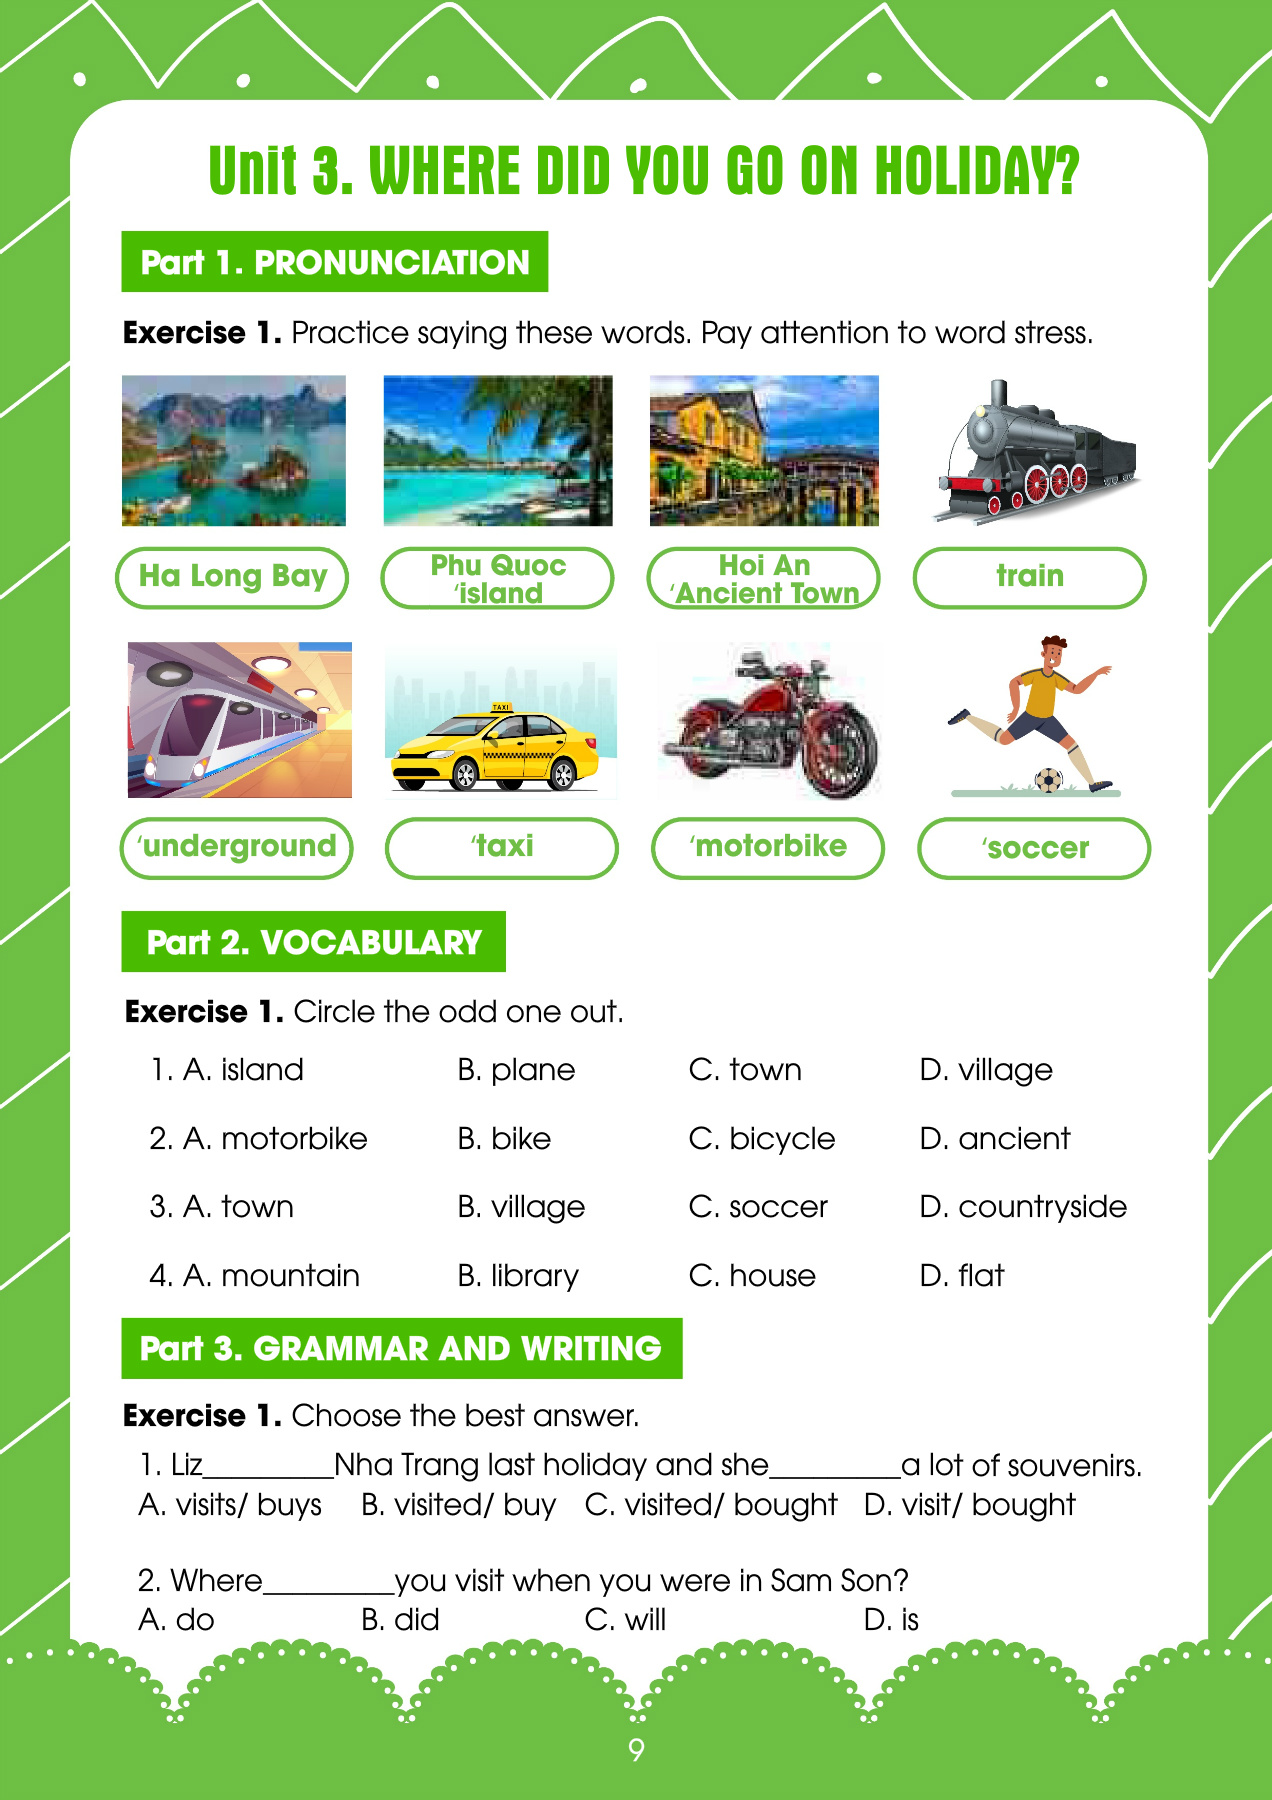 Unit 3. WHERE DID YOU GO ON HOLIDAY?
Part 1. PRONUNCIATION
Exercise 1. Practice saying these words. Pay attention to word stress.
Ha Long Bay
Phu Quoc
‘island
Hoi An
‘Ancient Town
train
TAXI
‘underground
‘taxi
‘motorbike
‘soccer
Part 2. VOCABULARY
Exercise 1. Circle the odd one out.
1. A. island B. plane C. town D. village
2. A. motorbike B. bike C. bicycle D. ancient
3. A. town B. village C. soccer D. countryside
4. A. mountain B. library C. house D. flat
Part 3. GRAMMAR AND WRITING
Exercise 1. Choose the best answer.
1. Liz________Nha Trang last holiday and she________a lot of souvenirs.
A. visits/ buys B. visited/ buy C. visited/ bought D. visit/ bought
2. Where________you visit when you were in Sam Son?
A. do B. did C. will D. is
9